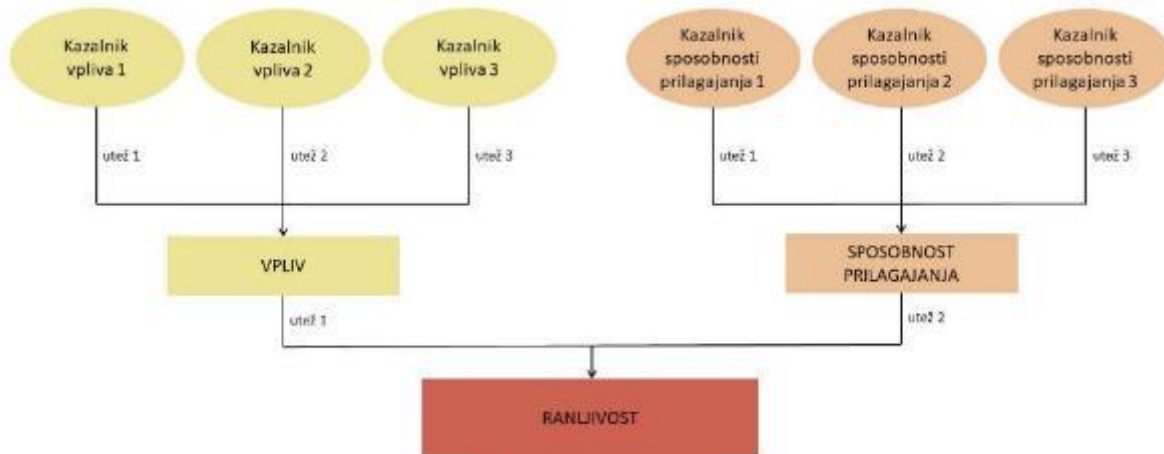 Kazalnik
vpliva 1
Kazalnik
vpliva 2
Kazalnik
vpliva 3
Kazalnik
sposobnosti
prilagajanja 1
Kazalnik
sposobnosti
prilagajanja 2
Kazalnik
sposobnosti
prilagajanja 3
utež 1
utež 2
utež 3
utež 1
utež 2
utež 3
VPLIV
SPOSOBNOST
PRILAGAJANJA
utež 1
utež 2
RANLJIVOST